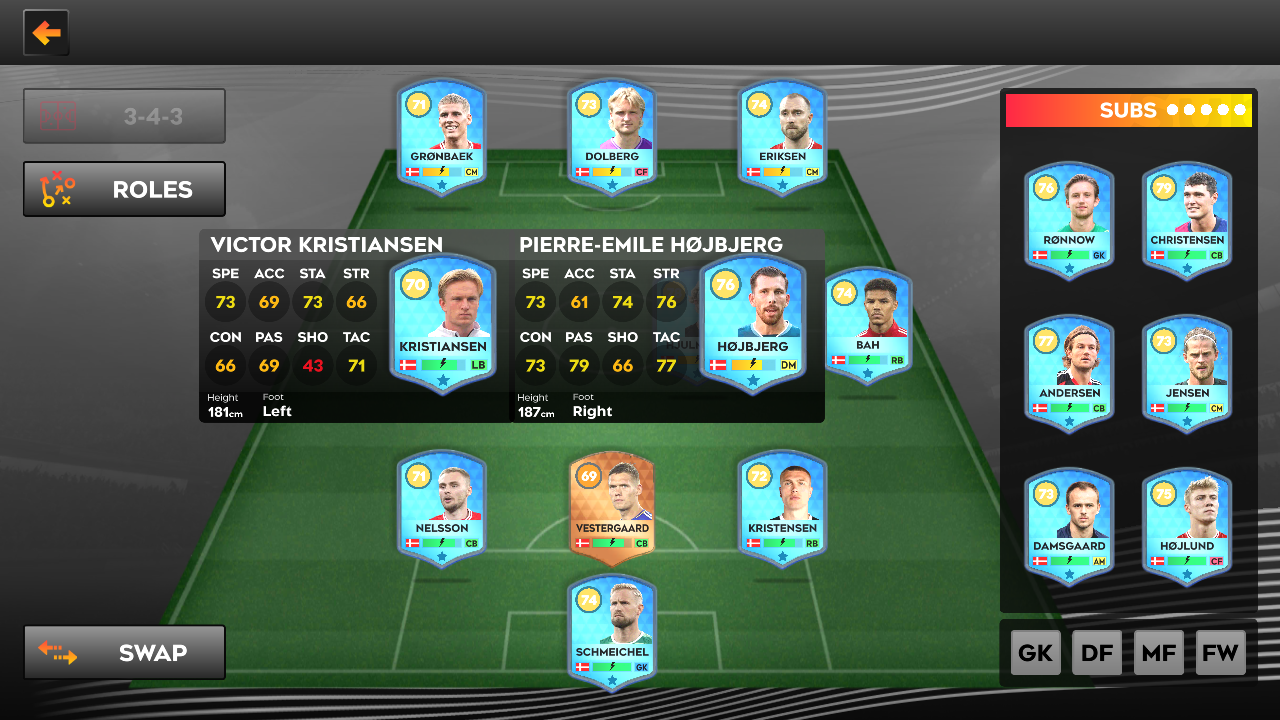 3-4-3
ROLES
71
GRØNBAEK
CM
73
DOLBERG
CF
74
ERIKSEN
CM
VICTOR KRISTIANSEN
SPE ACC STA STR
73 69 73 66
CON PAS SHO TAC
66 69 43 71
Height Foot
181cm Left
70
KRISTIANSEN
LB
PIERRE-EMILE HØJBJERG
SPE ACC STA STR
73 61 74 76
CON PAS SHO TAC
73 79 66 77
Height Foot
187cm Right
76
HØJBJERG
DM
74
BAH
RB
71
NELSSON
CB
69
VESTERGAARD
CB
72
KRISTENSEN
RB
74
SCHMEICHEL
GK
SWAP
SUBS
76
RØNNOW
GK
79
CHRISTENSEN
CB
77
ANDERSEN
CB
73
JENSEN
CM
73
DAMSGAARD
AM
75
HØJLUND
CF
GK DF MF FW